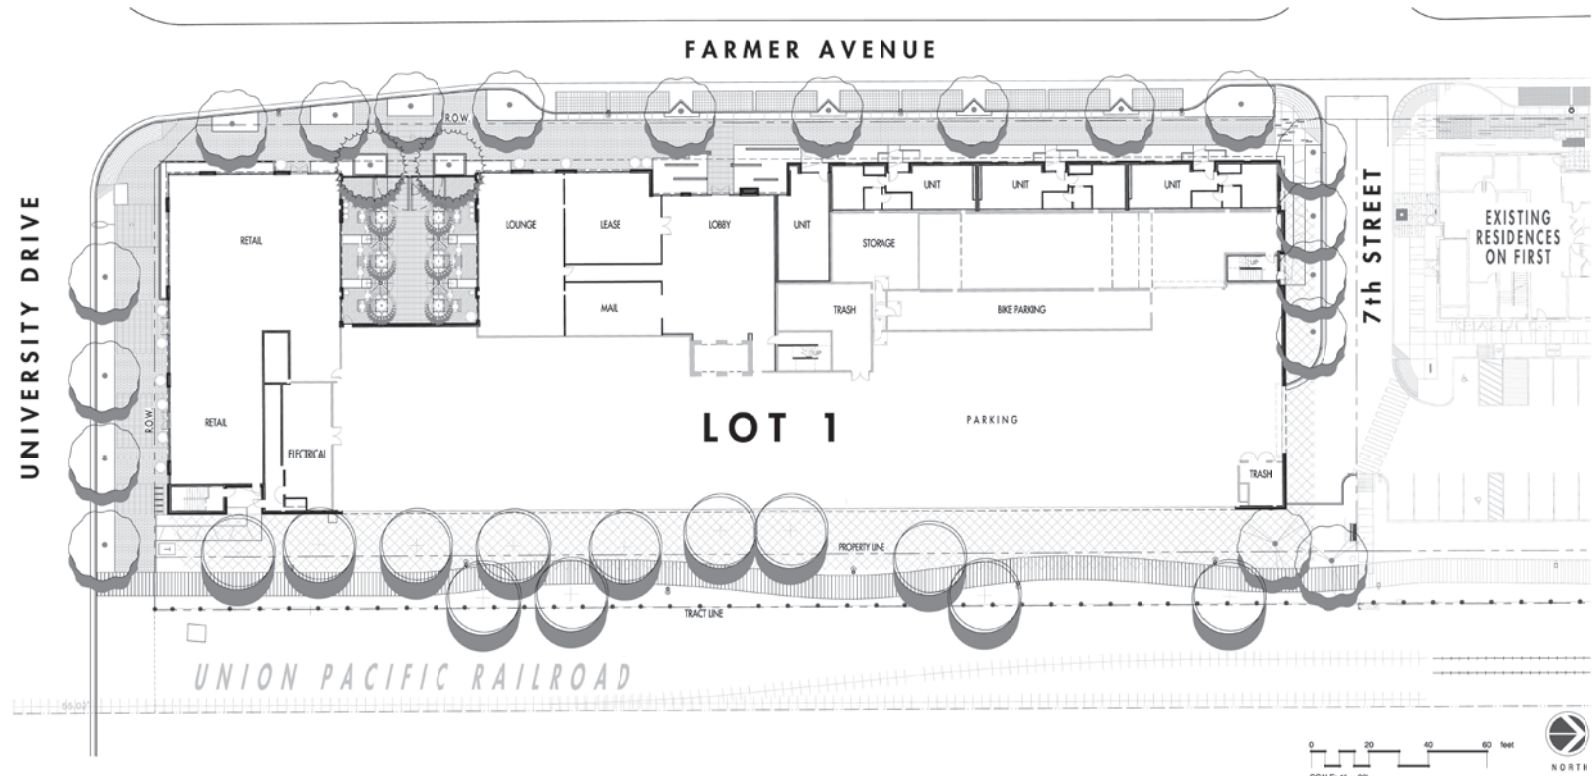 FARMER AVENUE
R.O.W.
UNIVERSITY DRIVE
7th STREET
EXISTING
RESIDENCES
ON FIRST
RETAIL
LOUNGE
LEASE
LOBBY
UNIT
UNIT
UNIT
UNIT
STORAGE
UP
MAIL
TRASH
BIKE PARKING
UP
R.O.W.
RETAIL
LOT 1
PARKING
ELECTRICAL
TRASH
PROPERTY LINE
TRACT LINE
UNION PACIFIC RAILROAD
0 20 40 60 feet
NORTH